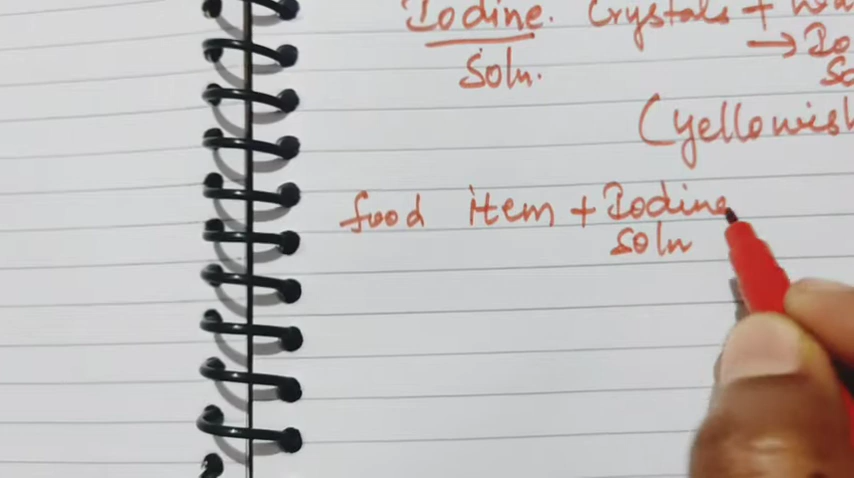 Iodine. Crystals +
Soln.
→
(yellowish
food item + Iodine
soln